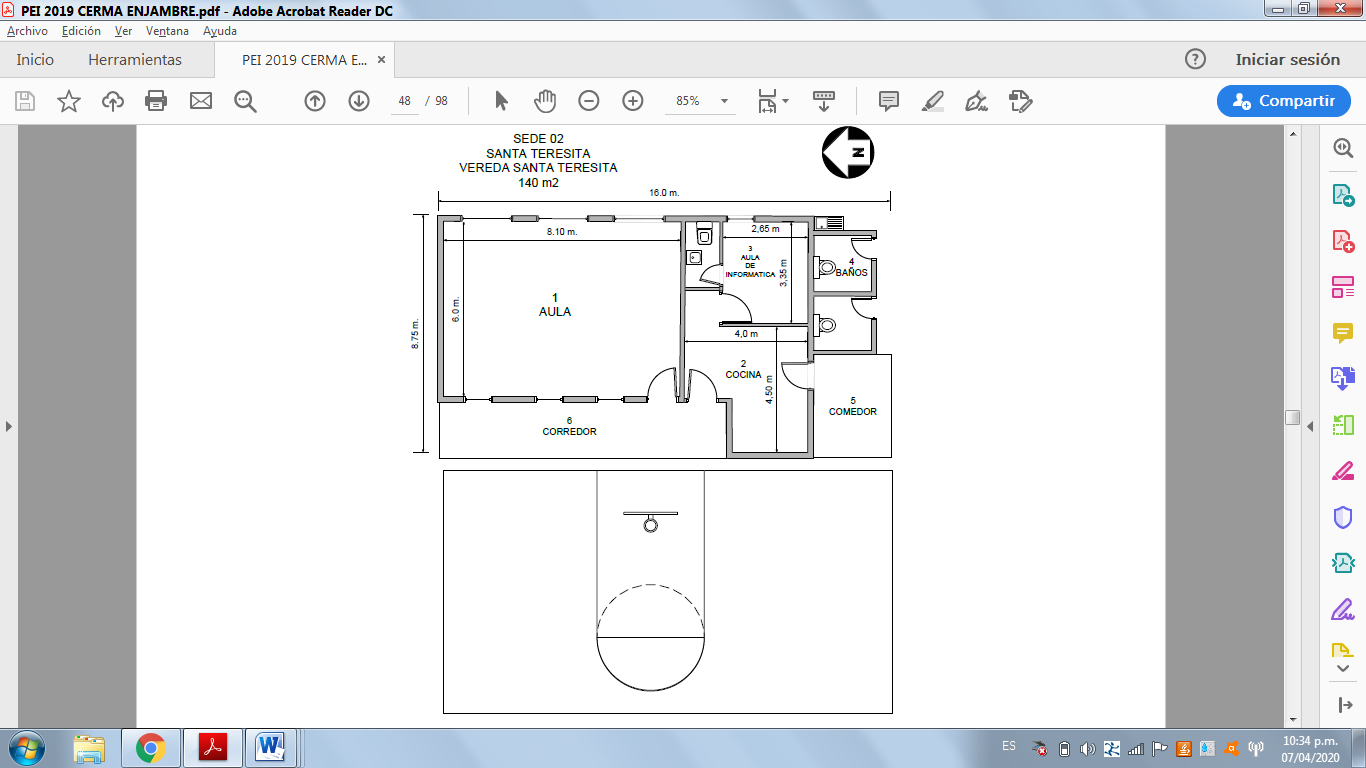 PEI 2019 CERMA ENJAMBRE.pdf - Adobe Acrobat Reader DC
Archivo Edición Ver Ventana Ayuda
Inicio Herramientas PEI 2019 CERMA E... Iniciar sesión
48 / 98 85% Compartir
SEDE 02
SANTA TERESITA
VEREDA SANTA TERESITA
140 m2
N
16.0 m.
8.10 m.
2,65 m
3
AULA
DE
INFORMATICA
3,35 m
4
BAÑOS
1
AULA
6.0 m.
8.75 m.
4,0 m
2
COCINA
4,50 m
5
COMEDOR
6
CORREDOR
ES
10:34 p.m.
07/04/2020